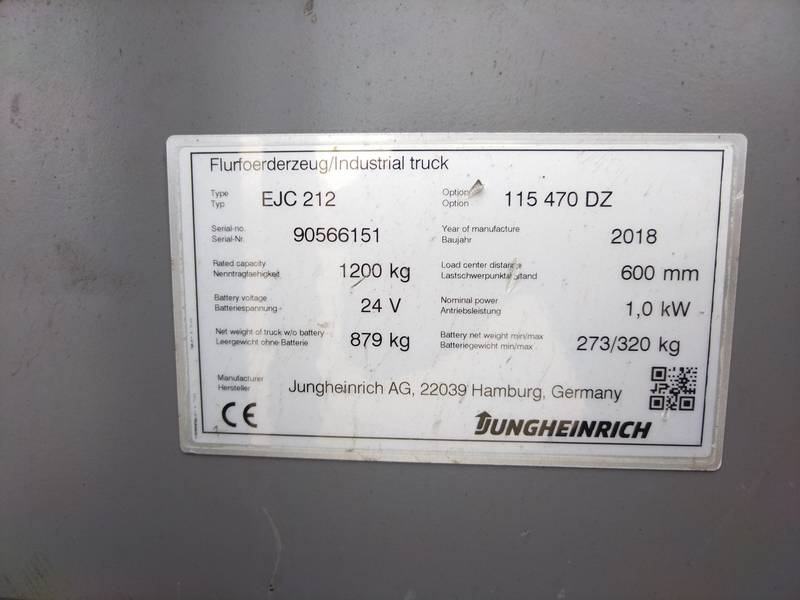 Flurfoerderzeug/Industrial truck
Type
Typ
EJC 212
Option
Option
115 470 DZ
Serial-no.
Serial-Nr.
90566151
Year of manufacture
Baujahr
2018
Rated capacity
Nenntragfaehigkeit
1200 kg
Load center distance
Lastschwerpunktabstand
600 mm
Battery voltage
Batteriespannung
24 V
Nominal power
Antriebsleistung
1,0 kW
Net weight of truck w/o battery
Leergewicht ohne Batterie
879 kg
Battery net weight min/max
Batteriegewicht min/max
273/320 kg
Manufacturer
Hersteller
Jungheinrich AG, 22039 Hamburg, Germany
CE
JUNGHEINRICH
JP